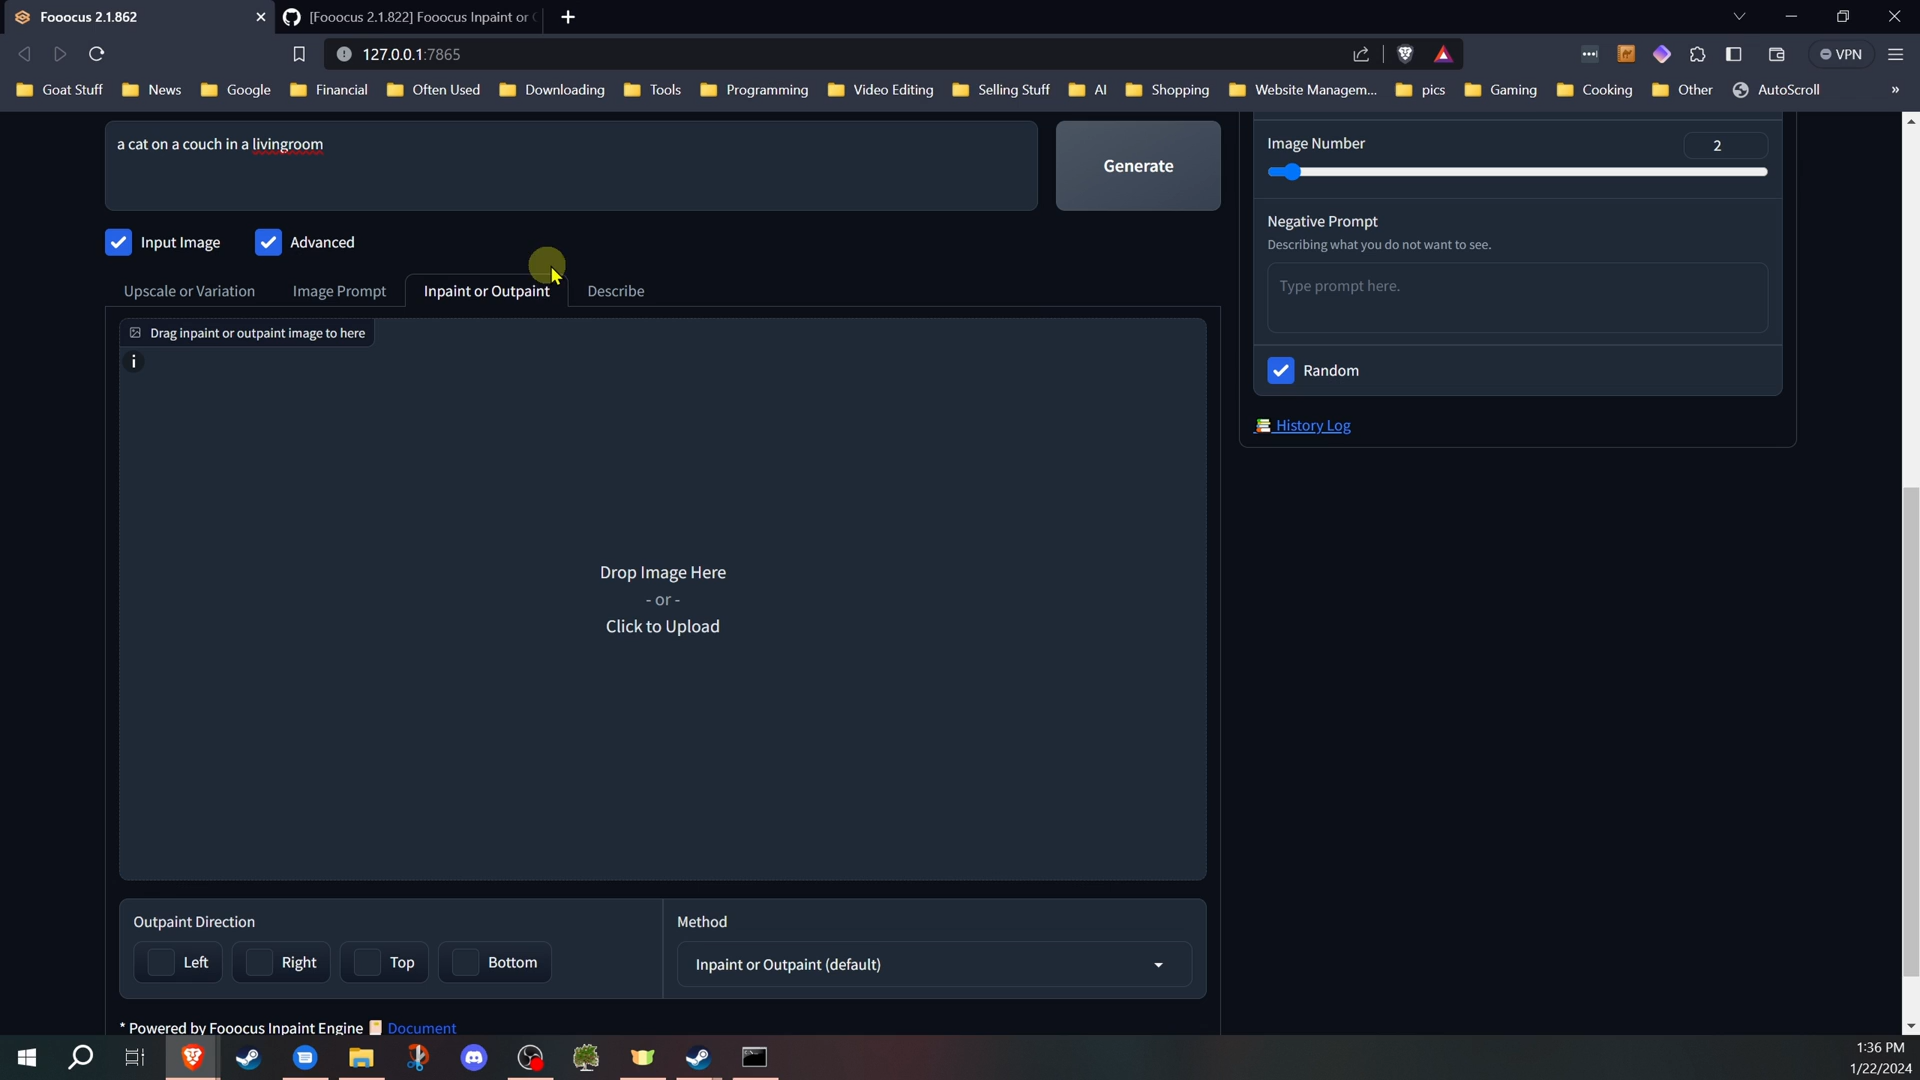 Fooocus 2.1.862
[Fooocus 2.1.822] Fooocus Inpaint or
127.0.0.1:7865
VPN
Goat Stuff
News
Google
Financial
Often Used
Downloading
Tools
Programming
Video Editing
Selling Stuff
AI
Shopping
Website Managem...
pics
Gaming
Cooking
Other
AutoScroll
»
a cat on a couch in a livingroom
Generate
Image Number
2
Negative Prompt
Describing what you do not want to see.
Type prompt here.
Input Image
Advanced
Upscale or Variation
Image Prompt
Inpaint or Outpaint
Describe
Drag inpaint or outpaint image to here
i
Random
History Log
Drop Image Here
- or -
Click to Upload
Outpaint Direction
Left
Right
Top
Bottom
Method
Inpaint or Outpaint (default)
* Powered by Fooocus Inpaint Engine Document
1:36 PM
1/22/2024